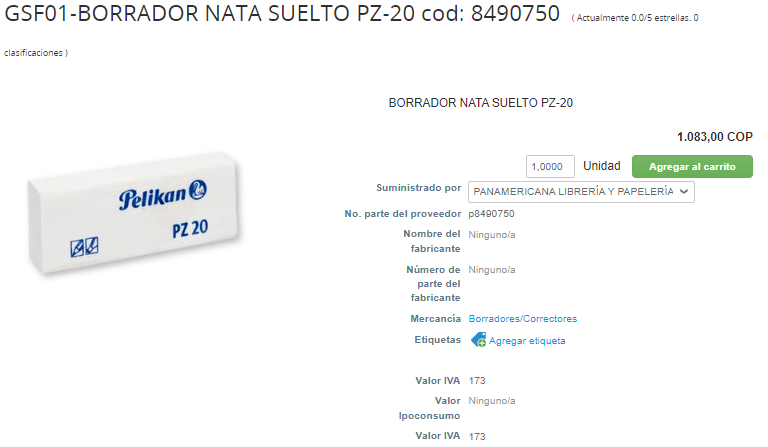 GSF01-BORRADOR NATA SUELTO PZ-20 cod: 8490750 ( Actualmente 0.0/5 estrellas. 0
clasificaciones )
BORRADOR NATA SUELTO PZ-20
1.083,00 COP
1,0000 Unidad Agregar al carrito
Suministrado por PANAMERICANA LIBRERÍA Y PAPELERÍA
No. parte del proveedor p8490750
Nombre del Ninguno/a
fabricante
Número de Ninguno/a
parte del
fabricante
Mercancía Borradores/Correctores
Etiquetas Agregar etiqueta
Valor IVA 173
Valor Ninguno/a
Ipoconsumo
Valor IVA 173
Pelikan
PZ 20